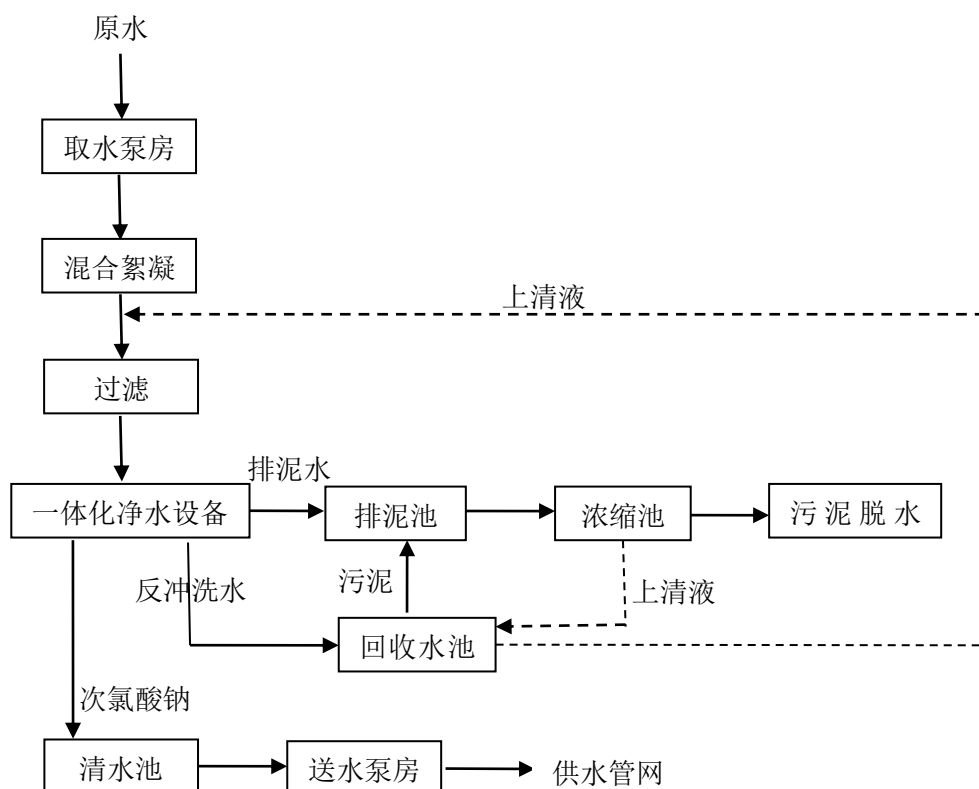 原水
取水泵房
混合絮凝
上清液
过滤
排泥水
一体化净水设备
排泥池
浓缩池
污泥脱水
反冲洗水
污泥
上清液
回收水池
次氯酸钠
清水池
送水泵房
供水管网